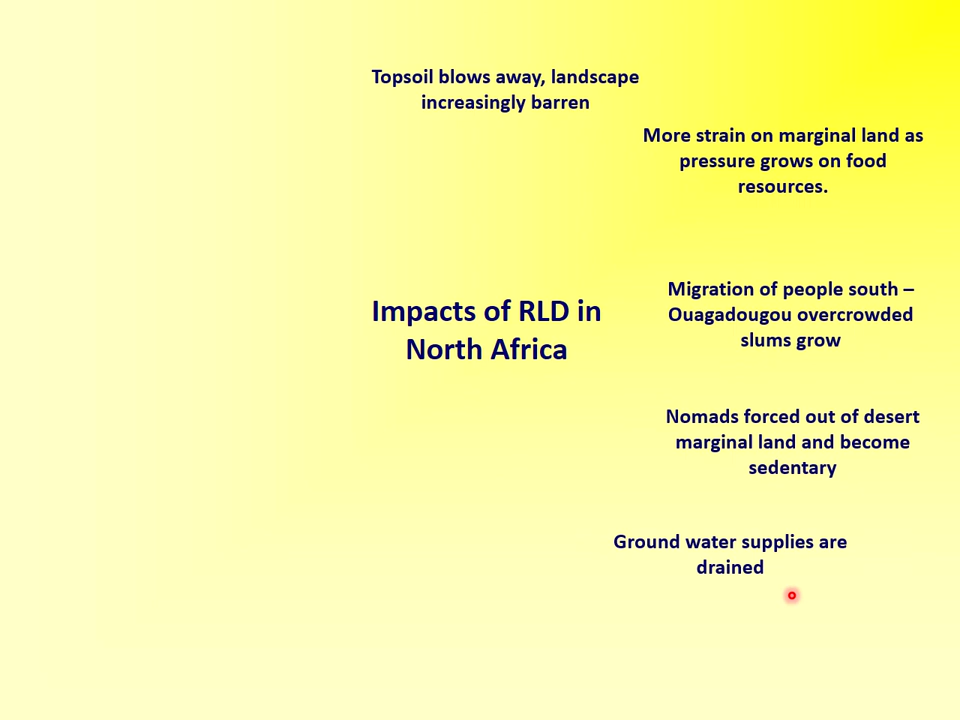 Topsoil blows away, landscape
increasingly barren
More strain on marginal land as
pressure grows on food
resources.
Impacts of RLD in
North Africa
Migration of people south –
Ouagadougou overcrowded
slums grow
Nomads forced out of desert
marginal land and become
sedentary
Ground water supplies are
drained